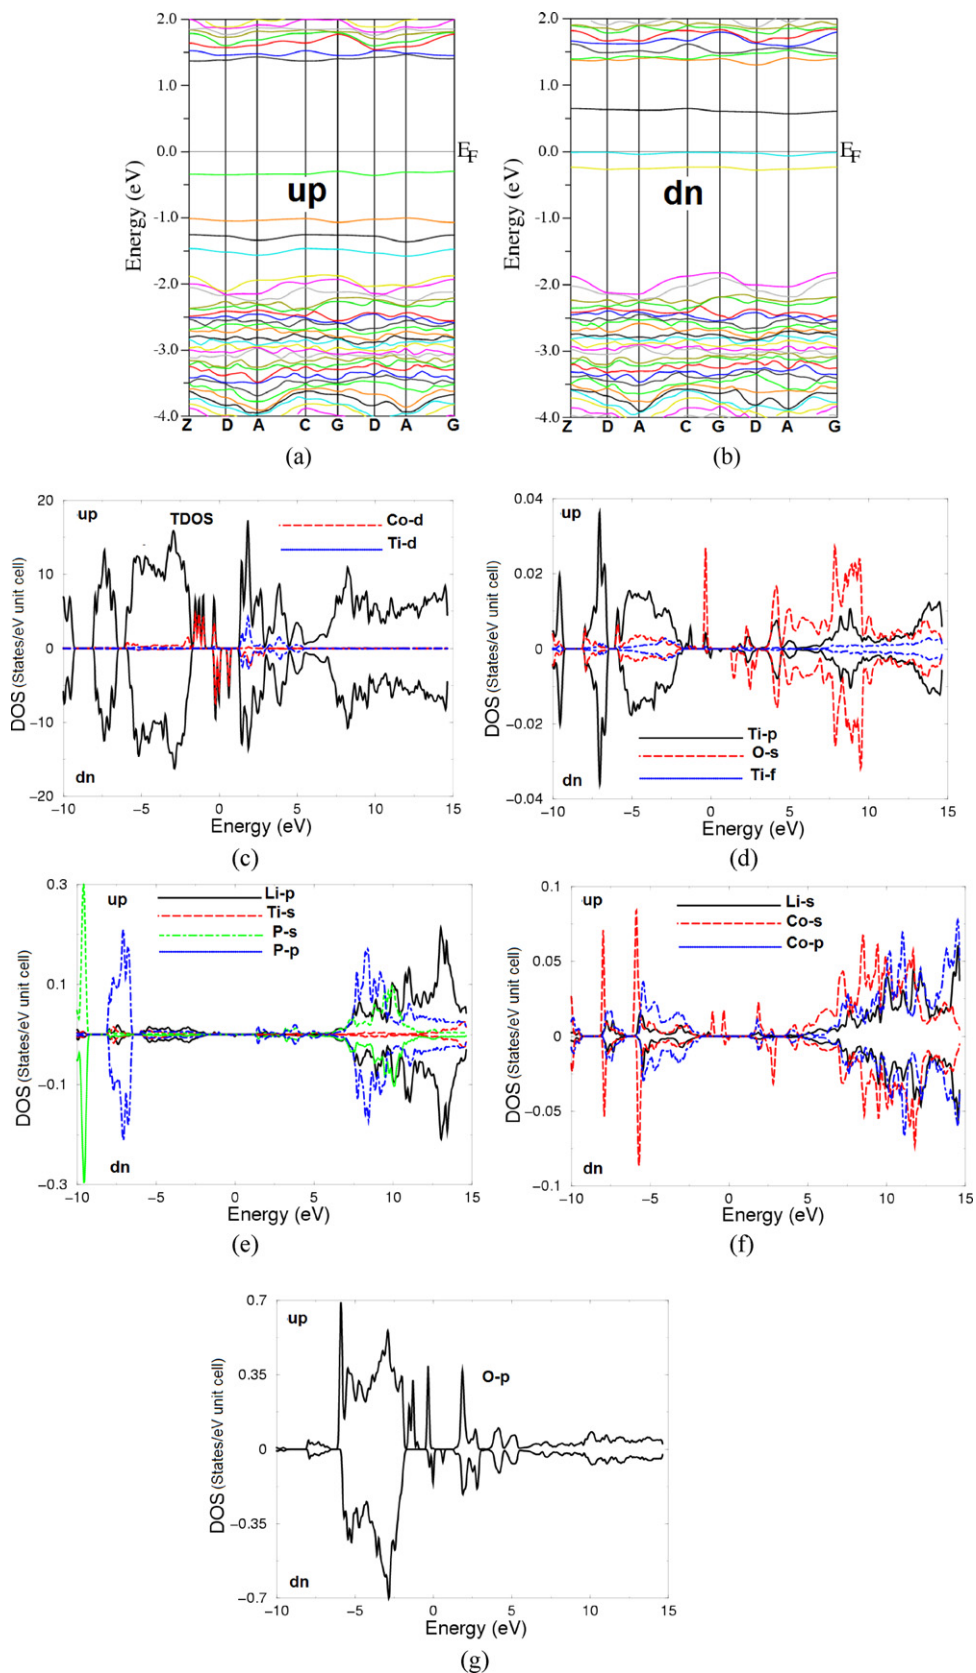 2.0
1.0
0.0
-1.0
-2.0
-3.0
-4.0
Energy (eV)
up
E_F
Z D A C G D A G
(a)
2.0
1.0
0.0
-1.0
-2.0
-3.0
-4.0
Energy (eV)
dn
E_F
Z D A C G D A G
(b)
20
10
0
−10
−20
DOS (States/eV unit cell)
up
TDOS
Co-d
Ti-d
dn
−10 −5 0 5 10 15
Energy (eV)
(c)
0.04
0.02
0
−0.02
−0.04
DOS (States/eV unit cell)
up
Ti-p
O-s
Ti-f
dn
−10 −5 0 5 10 15
Energy (eV)
(d)
0.3
0.1
−0.1
−0.3
DOS (States/eV unit cell)
up
Li-p
Ti-s
P-s
P-p
dn
−10 −5 0 5 10 15
Energy (eV)
(e)
0.1
0.05
0
−0.05
−0.1
DOS (States/eV unit cell)
up
Li-s
Co-s
Co-p
dn
−10 −5 0 5 10 15
Energy (eV)
(f)
0.7
0.35
0
−0.35
−0.7
DOS (States/eV unit cell)
up
O-p
dn
−10 −5 0 5 10 15
Energy (eV)
(g)